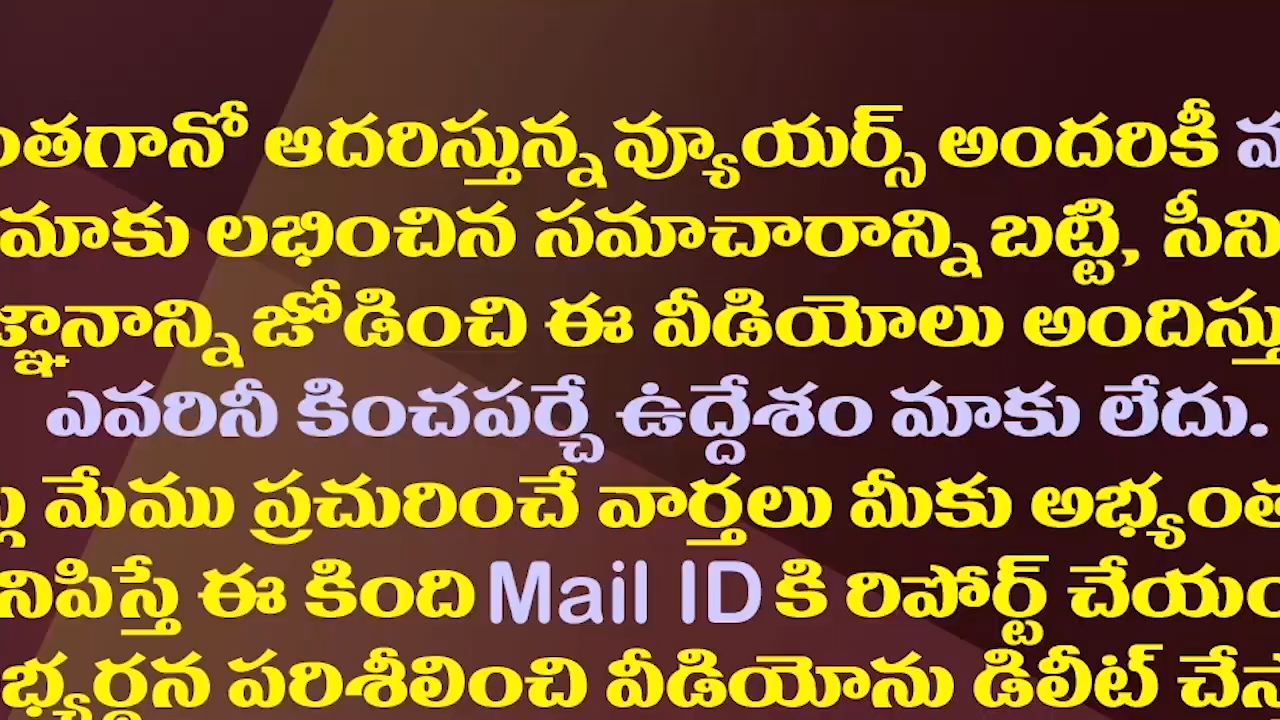 ంతగానో ఆదరిస్తున్న వ్యూయర్స్ అందరికీ
మాకు లభించిన సమాచారాన్ని బట్టి, సీని
జ్ఞానాన్ని జోడించి ఈ వీడియోలు అందిస్తు
ఎవరినీ కించపర్చే ఉద్దేశం మాకు లేదు.
మేము ప్రచురించే వార్తలు మీకు అభ్యంత
నిపిస్తే ఈ కింది Mail ID కి రిపోర్ట్ చేయం
భ్యర్థన పరిశీలించి వీడియోను డిలీట్ చేస